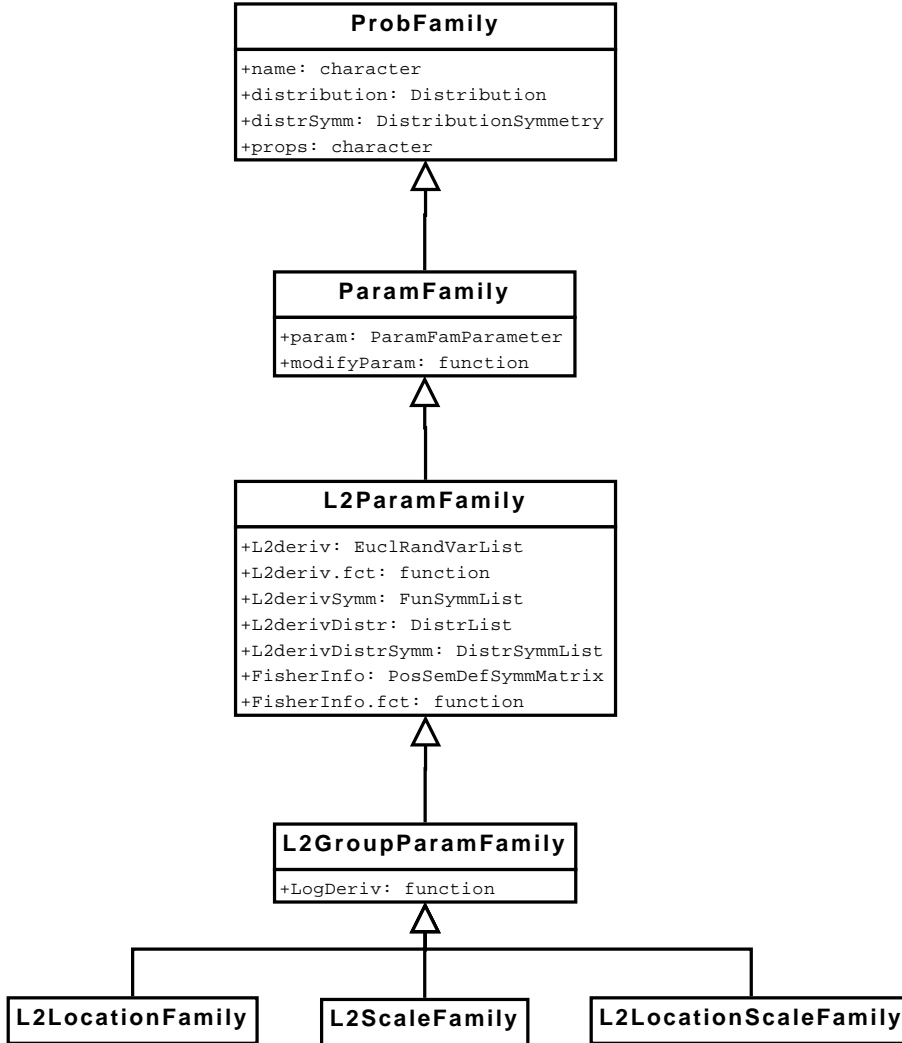 ProbFamily
+name: character
+distribution: Distribution
+distrSymm: DistributionSymmetry
+props: character
ParamFamily
+param: ParamFamParameter
+modifyParam: function
L2ParamFamily
+L2deriv: EuclRandVarList
+L2deriv.fct: function
+L2derivSymm: FunSymmList
+L2derivDistr: DistrList
+L2derivDistrSymm: DistrSymmList
+FisherInfo: PosSemDefSymmMatrix
+FisherInfo.fct: function
L2GroupParamFamily
+LogDeriv: function
L2LocationFamily
L2ScaleFamily
L2LocationScaleFamily